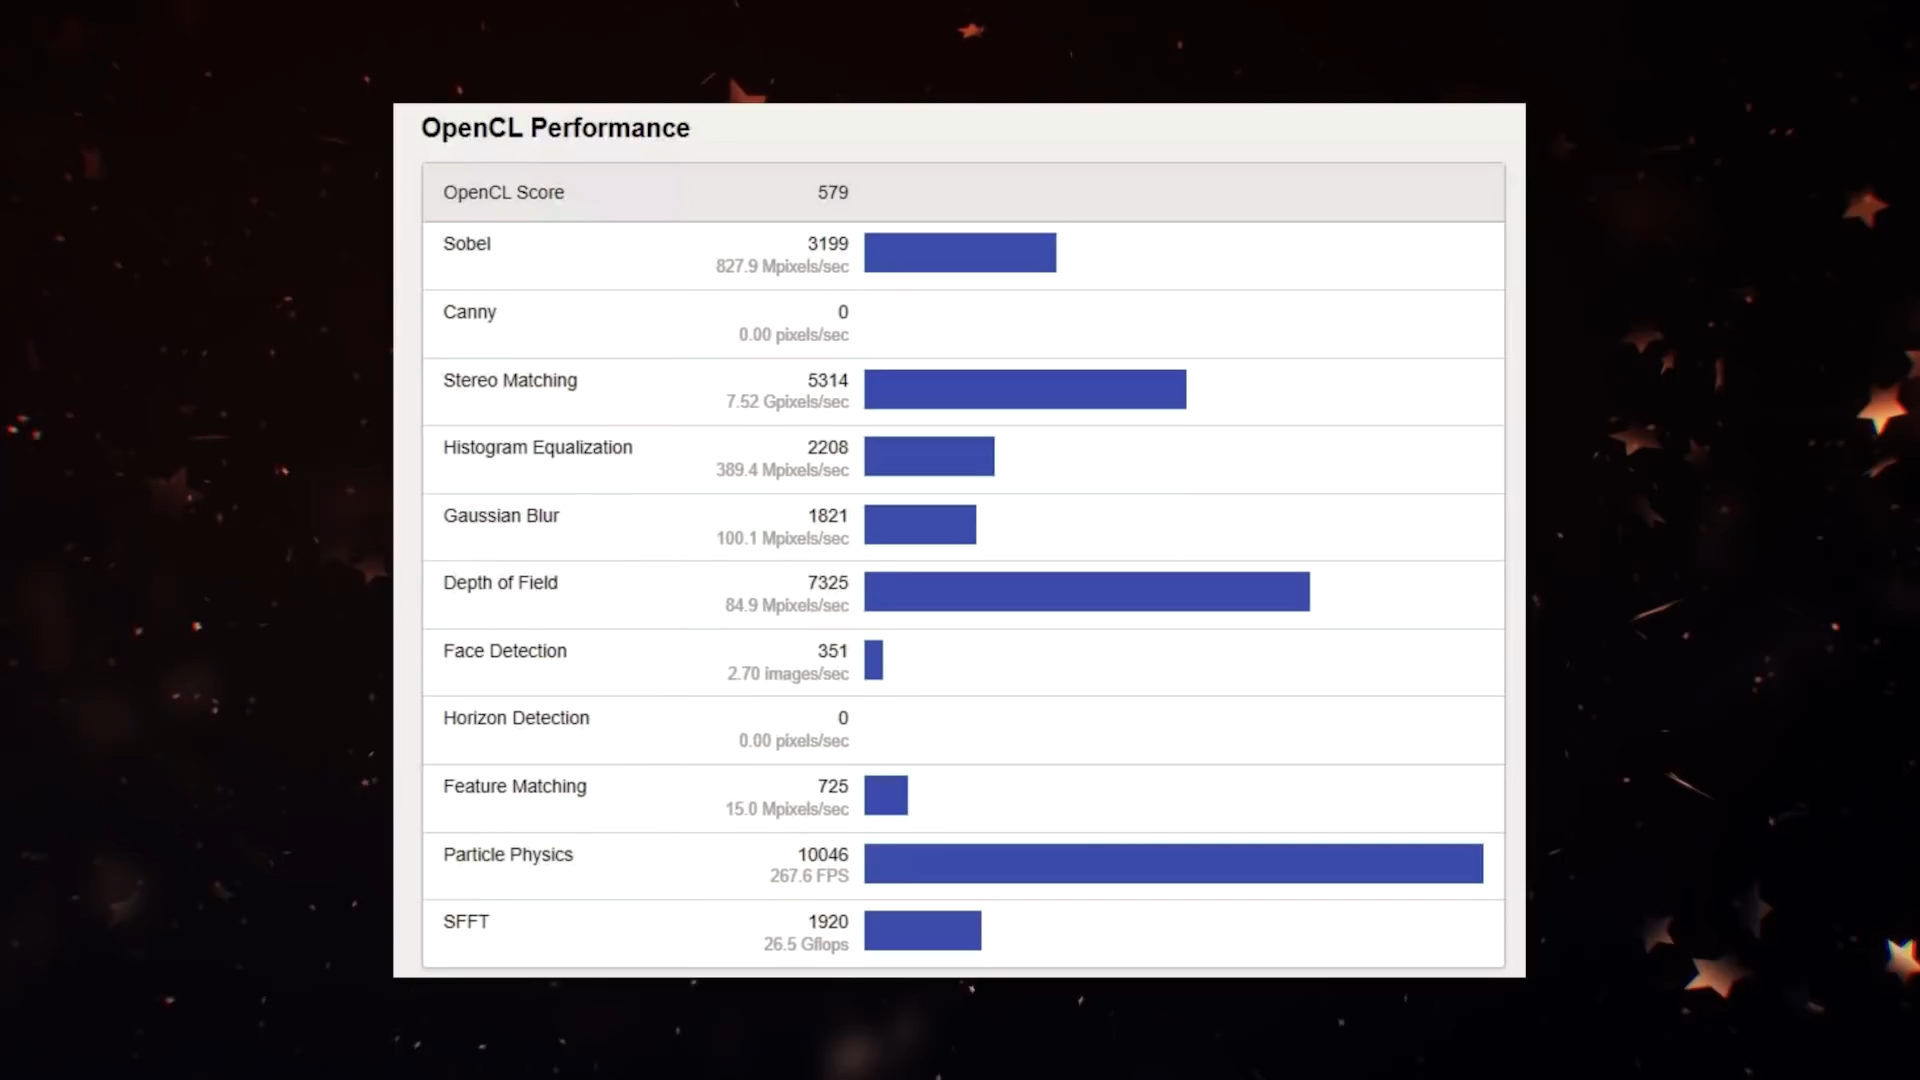 OpenCL Performance
OpenCL Score 579
Sobel 3199
827.9 Mpixels/sec
Canny 0
0.00 pixels/sec
Stereo Matching 5314
7.52 Gpixels/sec
Histogram Equalization 2208
389.4 Mpixels/sec
Gaussian Blur 1821
100.1 Mpixels/sec
Depth of Field 7325
84.9 Mpixels/sec
Face Detection 351
2.70 images/sec
Horizon Detection 0
0.00 pixels/sec
Feature Matching 725
15.0 Mpixels/sec
Particle Physics 10046
267.6 FPS
SFFT 1920
26.5 Gflops